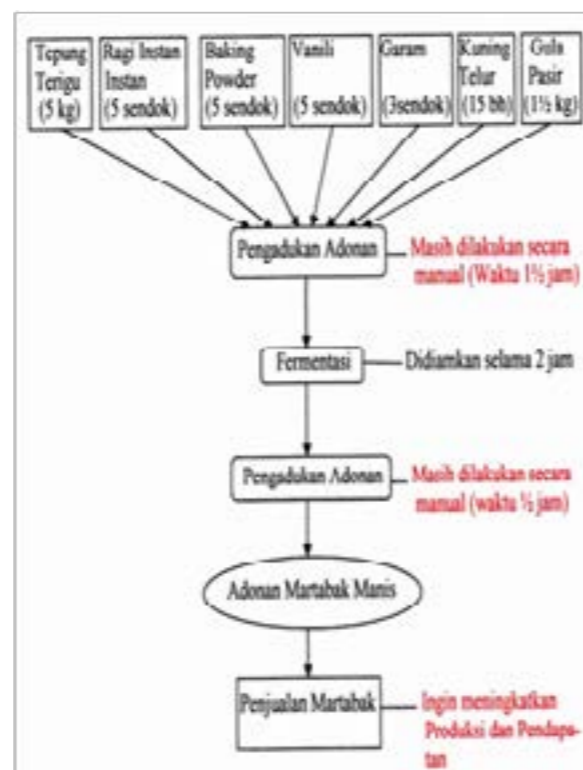 Tepung
Terigu
(5 kg)
Ragi Instan
Instan
(5 sendok)
Baking
Powder
(5 sendok)
Vanili
(5 sendok)
Garam
(3sendok)
Kuning
Telur
(15 bh)
Gula
Pasir
(1½ kg)
Pengadukan Adonan
Masih dilakukan secara
manual (Waktu 1½ jam)
Fermentasi
Didiamkan selama 2 jam
Pengadukan Adonan
Masih dilakukan secara
manual (waktu ½ jam)
Adonan Martabak Manis
Penjualan Martabak
Ingin meningkatkan
Produksi dan Pendapa-
tan